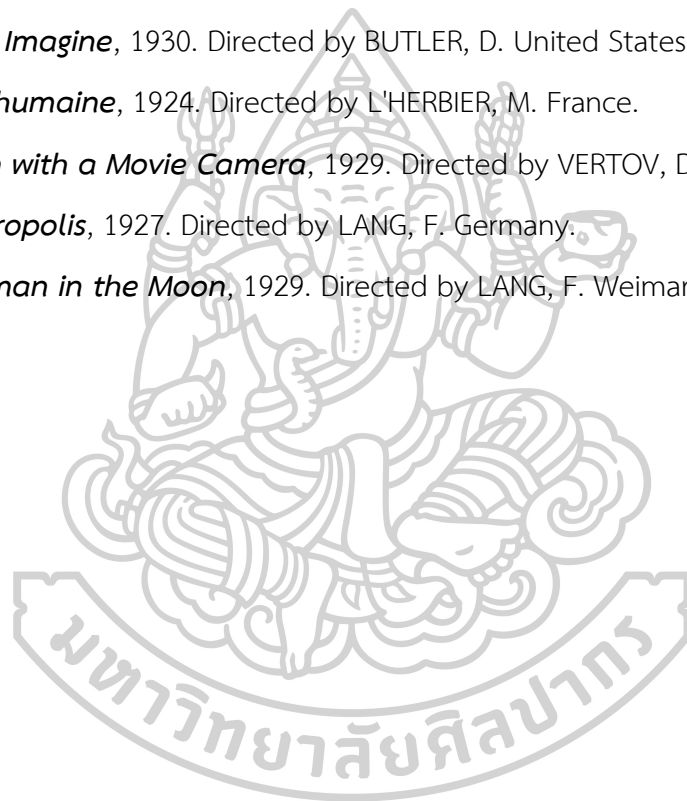 Imagine, 1930. Directed by BUTLER, D. United States
humaine, 1924. Directed by L'HERBIER, M. France.
with a Movie Camera, 1929. Directed by VERTOV, D
ropolis, 1927. Directed by LANG, F. Germany.
man in the Moon, 1929. Directed by LANG, F. Weimar
มหาวิทยาลัยศิลปากร